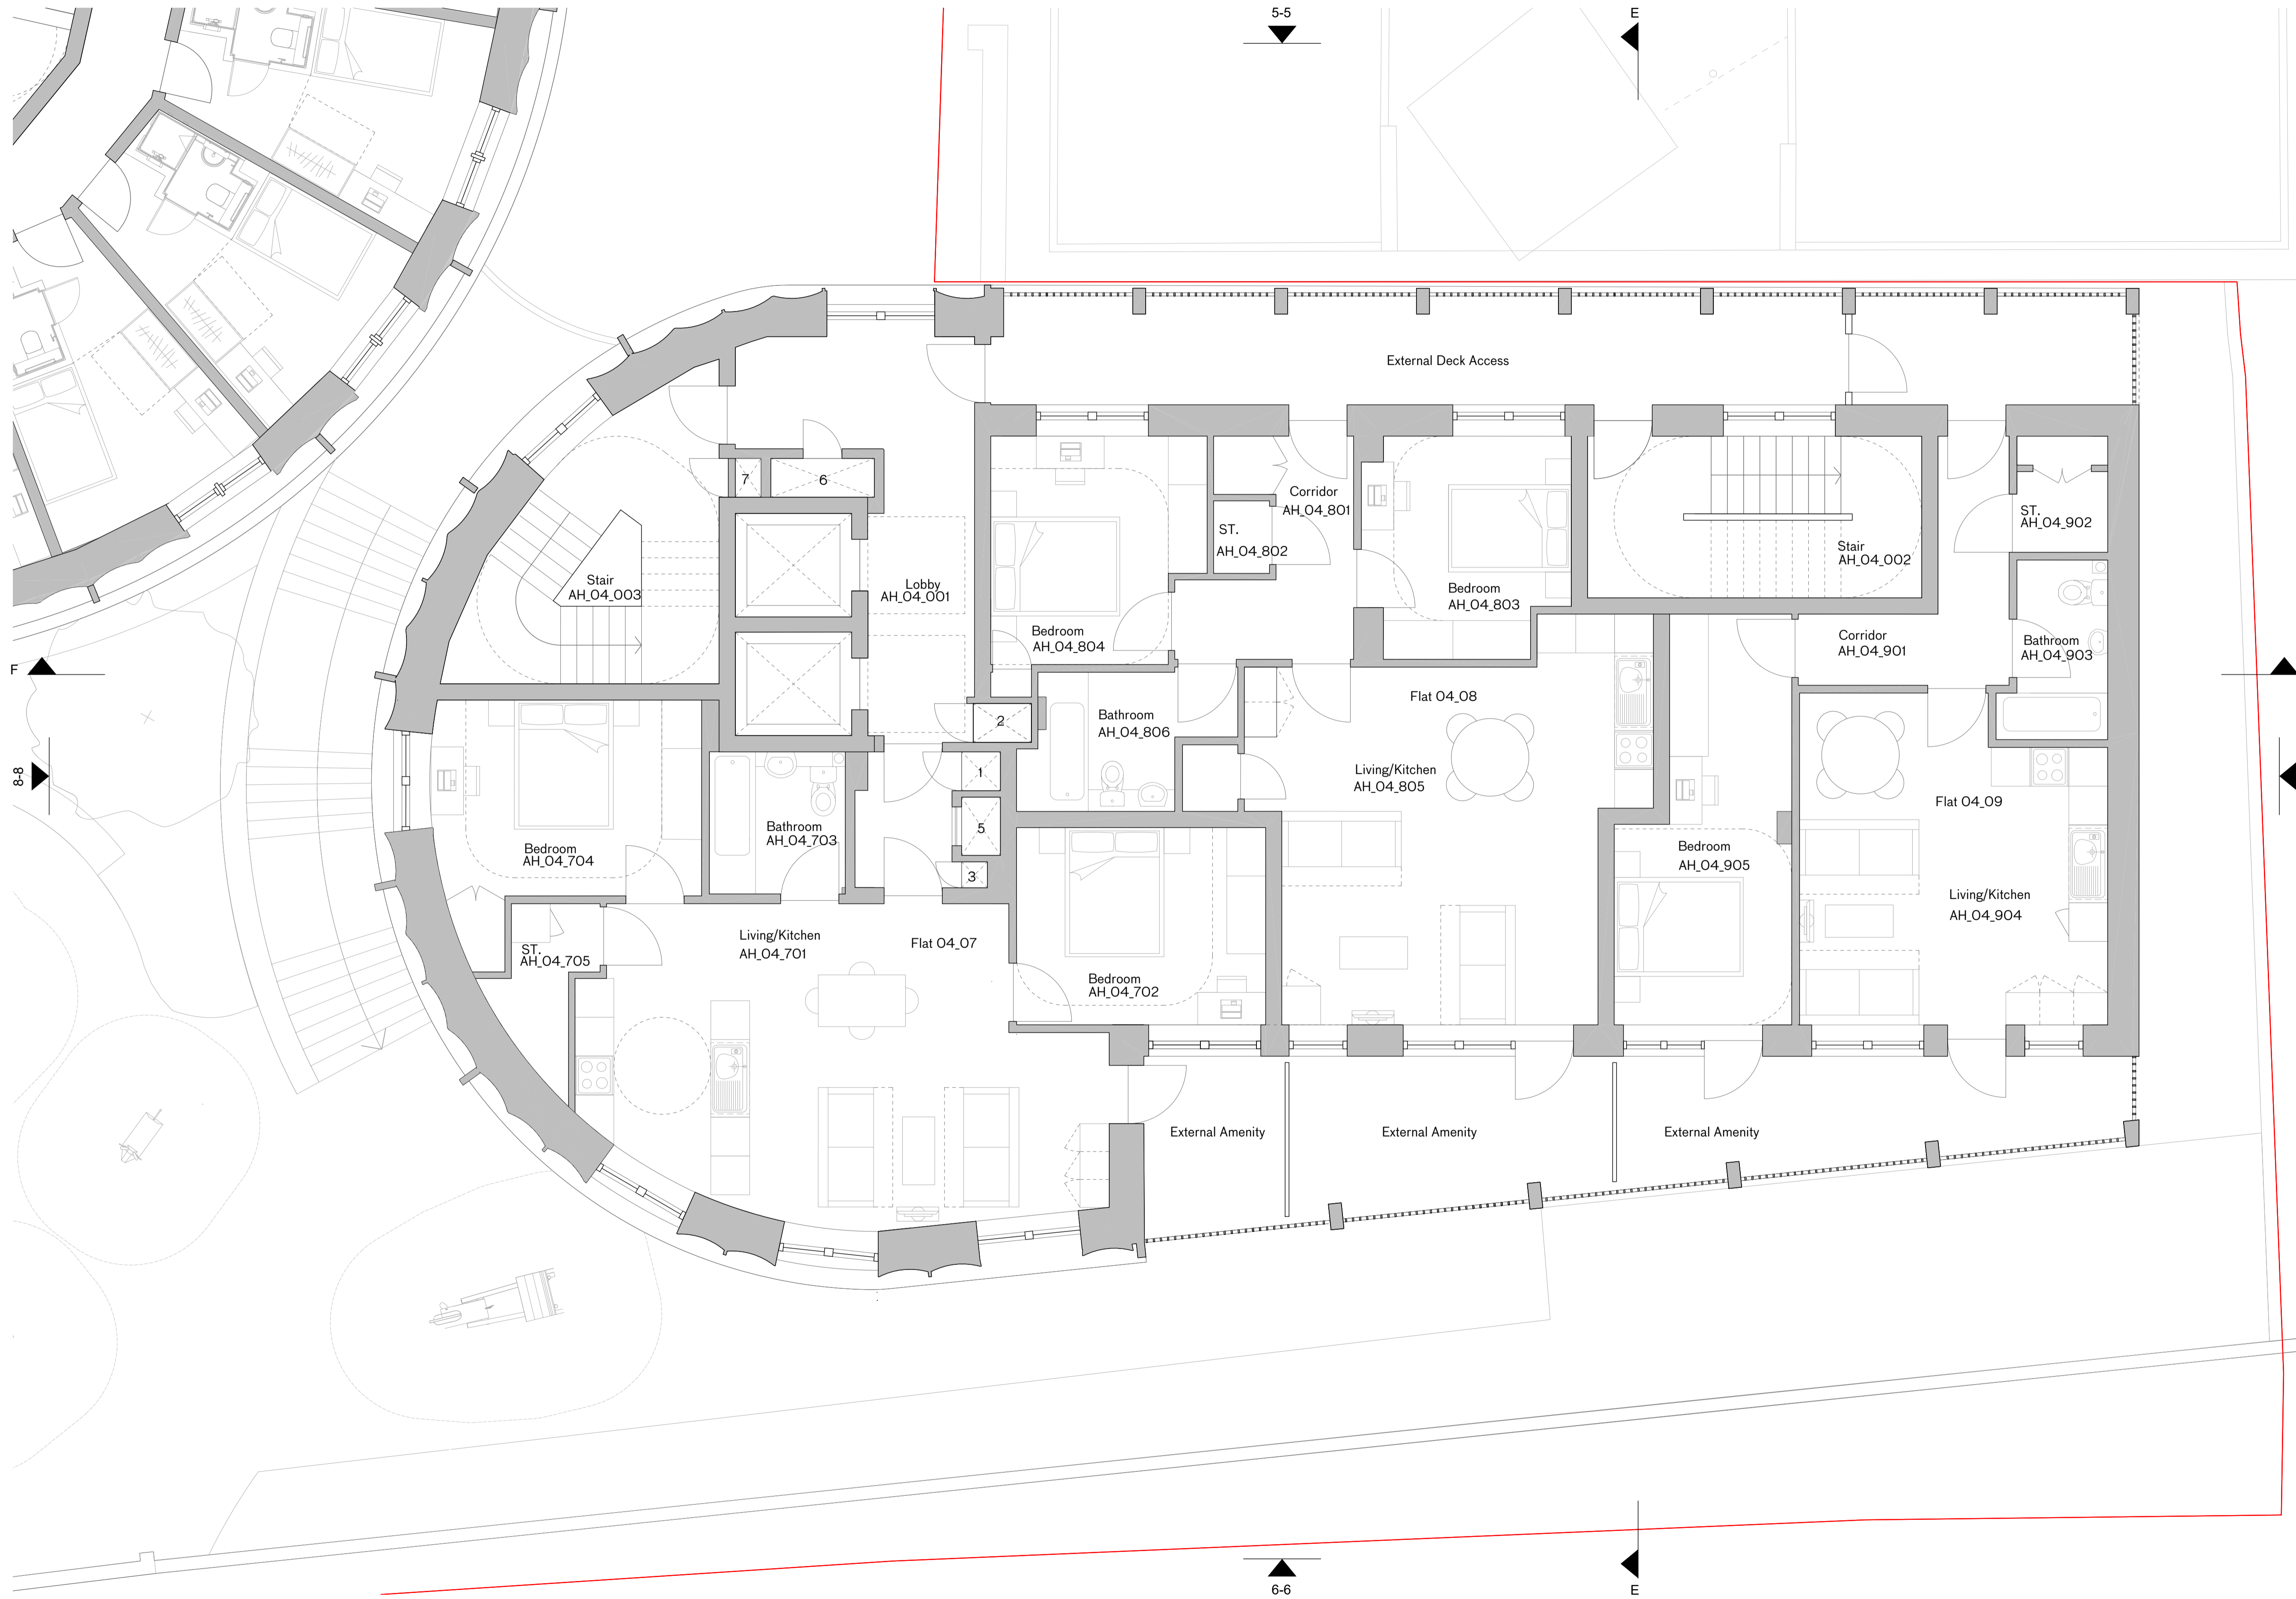 5-5
E
External Deck Access
7
6
Corridor
AH_04_801
ST.
AH_04_802
ST.
AH_04_902
Stair
AH_04_002
Stair
AH_04_003
Lobby
AH_04_001
Bedroom
AH_04_803
Bedroom
AH_04_804
Corridor
AH_04_901
Bathroom
AH_04_903
F
Flat 04_08
2
Bathroom
AH_04_806
8-8
1
Living/Kitchen
AH_04_805
Flat 04_09
5
Bathroom
AH_04_703
Bedroom
AH_04_704
Bedroom
AH_04_905
3
Living/Kitchen
AH_04_904
Living/Kitchen
AH_04_701
Flat 04_07
ST.
AH_04_705
Bedroom
AH_04_702
External Amenity
External Amenity
External Amenity
6-6
E